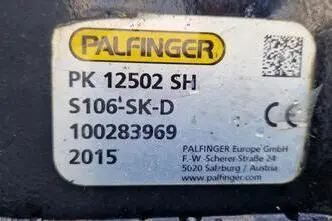 PALFINGER
PK 12502 SH
S106-SK-D
100283969
2015
PALFINGER Europe GmbH
F.-W.-Scherer-Straße 24
5020 Salzburg / Austria
www.palfinger.com